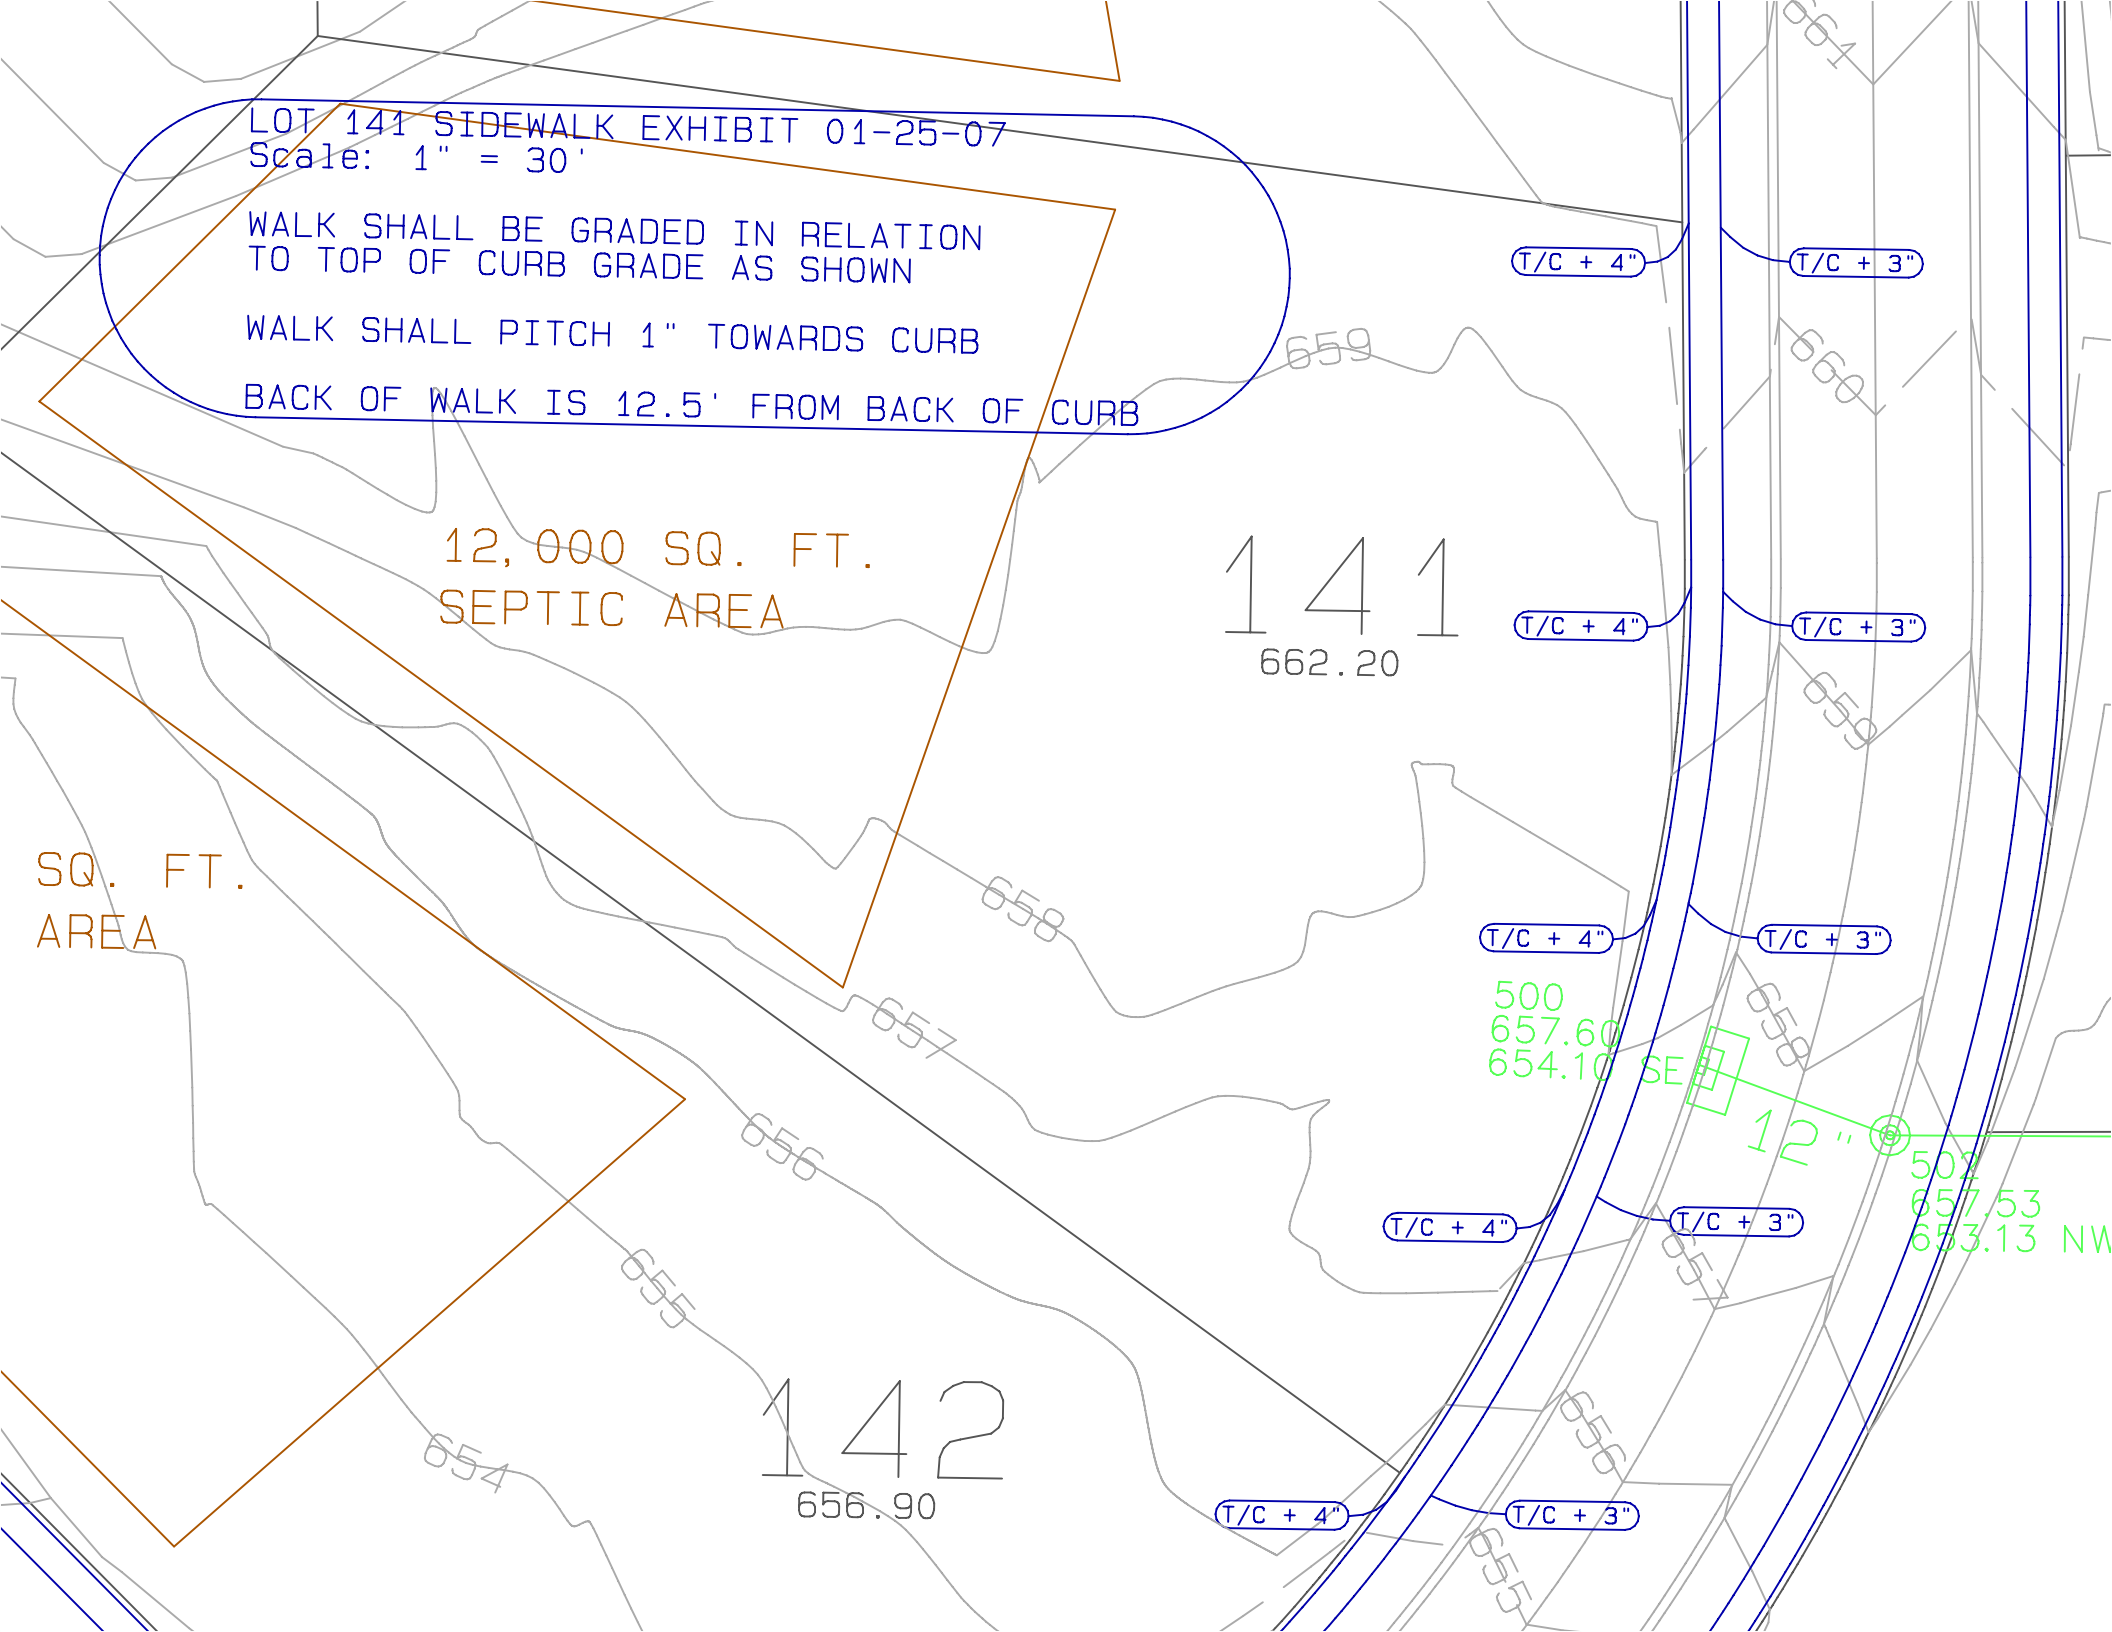 LOT 141 SIDEWALK EXHIBIT 01-25-07
Scale: 1" = 30'
WALK SHALL BE GRADED IN RELATION
TO TOP OF CURB GRADE AS SHOWN
WALK SHALL PITCH 1" TOWARDS CURB
BACK OF WALK IS 12.5' FROM BACK OF CURB
661
T/C + 4"
T/C + 3"
659
660
12,000 SQ. FT.
SEPTIC AREA
141
662.20
T/C + 4"
T/C + 3"
659
SQ. FT.
AREA
658
T/C + 4"
T/C + 3"
500
657.60
654.10 SE
658
657
12"
502
657.53
653.13 NW
656
T/C + 4"
T/C + 3"
657
655
142
656.90
656
654
T/C + 4"
T/C + 3"
655